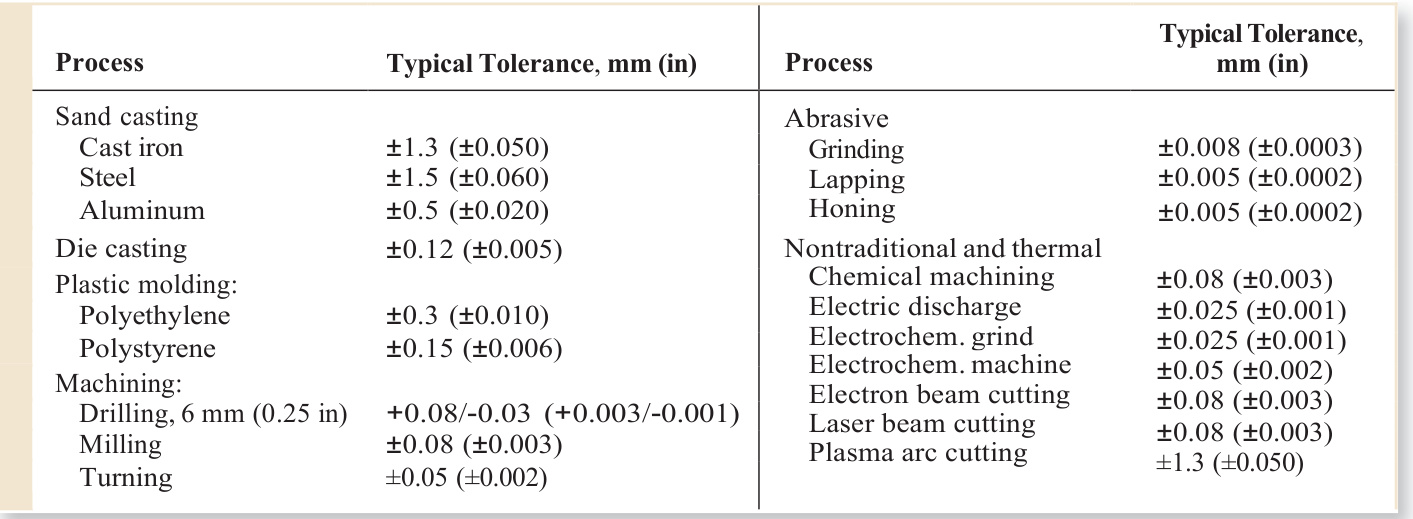 Process Typical Tolerance, mm (in)
Sand casting
Cast iron ±1.3 (±0.050)
Steel ±1.5 (±0.060)
Aluminum ±0.5 (±0.020)
Die casting ±0.12 (±0.005)
Plastic molding:
Polyethylene ±0.3 (±0.010)
Polystyrene ±0.15 (±0.006)
Machining:
Drilling, 6 mm (0.25 in) +0.08/-0.03 (+0.003/-0.001)
Milling ±0.08 (±0.003)
Turning ±0.05 (±0.002)
Process Typical Tolerance,
mm (in)
Abrasive
Grinding ±0.008 (±0.0003)
Lapping ±0.005 (±0.0002)
Honing ±0.005 (±0.0002)
Nontraditional and thermal
Chemical machining ±0.08 (±0.003)
Electric discharge ±0.025 (±0.001)
Electrochem. grind ±0.025 (±0.001)
Electrochem. machine ±0.05 (±0.002)
Electron beam cutting ±0.08 (±0.003)
Laser beam cutting ±0.08 (±0.003)
Plasma arc cutting ±1.3 (±0.050)